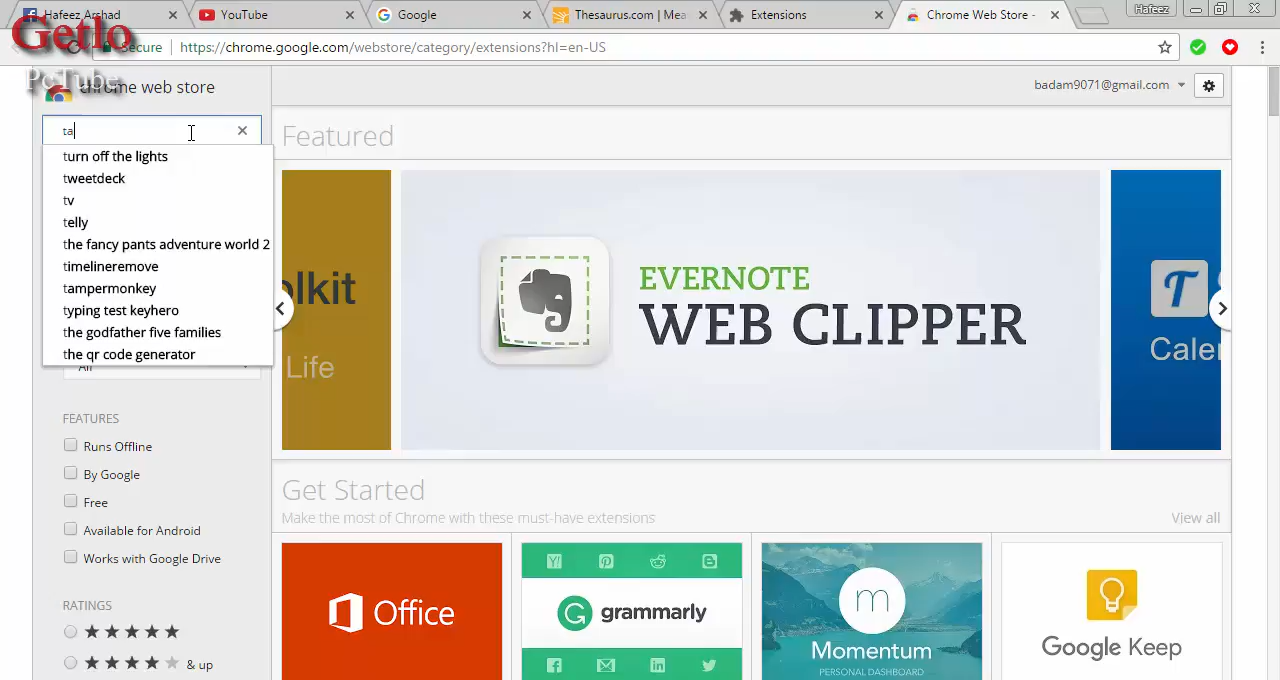 Hafeez Arshad
YouTube
Google
Thesaurus.com | Mea
Extensions
Chrome Web Store -
Hafeez
Getlo
PcTube
Secure
https://chrome.google.com/webstore/category/extensions?hl=en-US
chrome web store
badam9071@gmail.com
ta
turn off the lights
tweetdeck
tv
telly
the fancy pants adventure world 2
timelineremove
tampermonkey
typing test keyhero
the godfather five families
the qr code generator
All
FEATURES
Runs Offline
By Google
Free
Available for Android
Works with Google Drive
RATINGS
& up
Featured
olkit
Life
EVERNOTE
WEB CLIPPER
T
Caler
Get Started
Make the most of Chrome with these must-have extensions
View all
Office
grammarly
m
Momentum
PERSONAL DASHBOARD
Google Keep